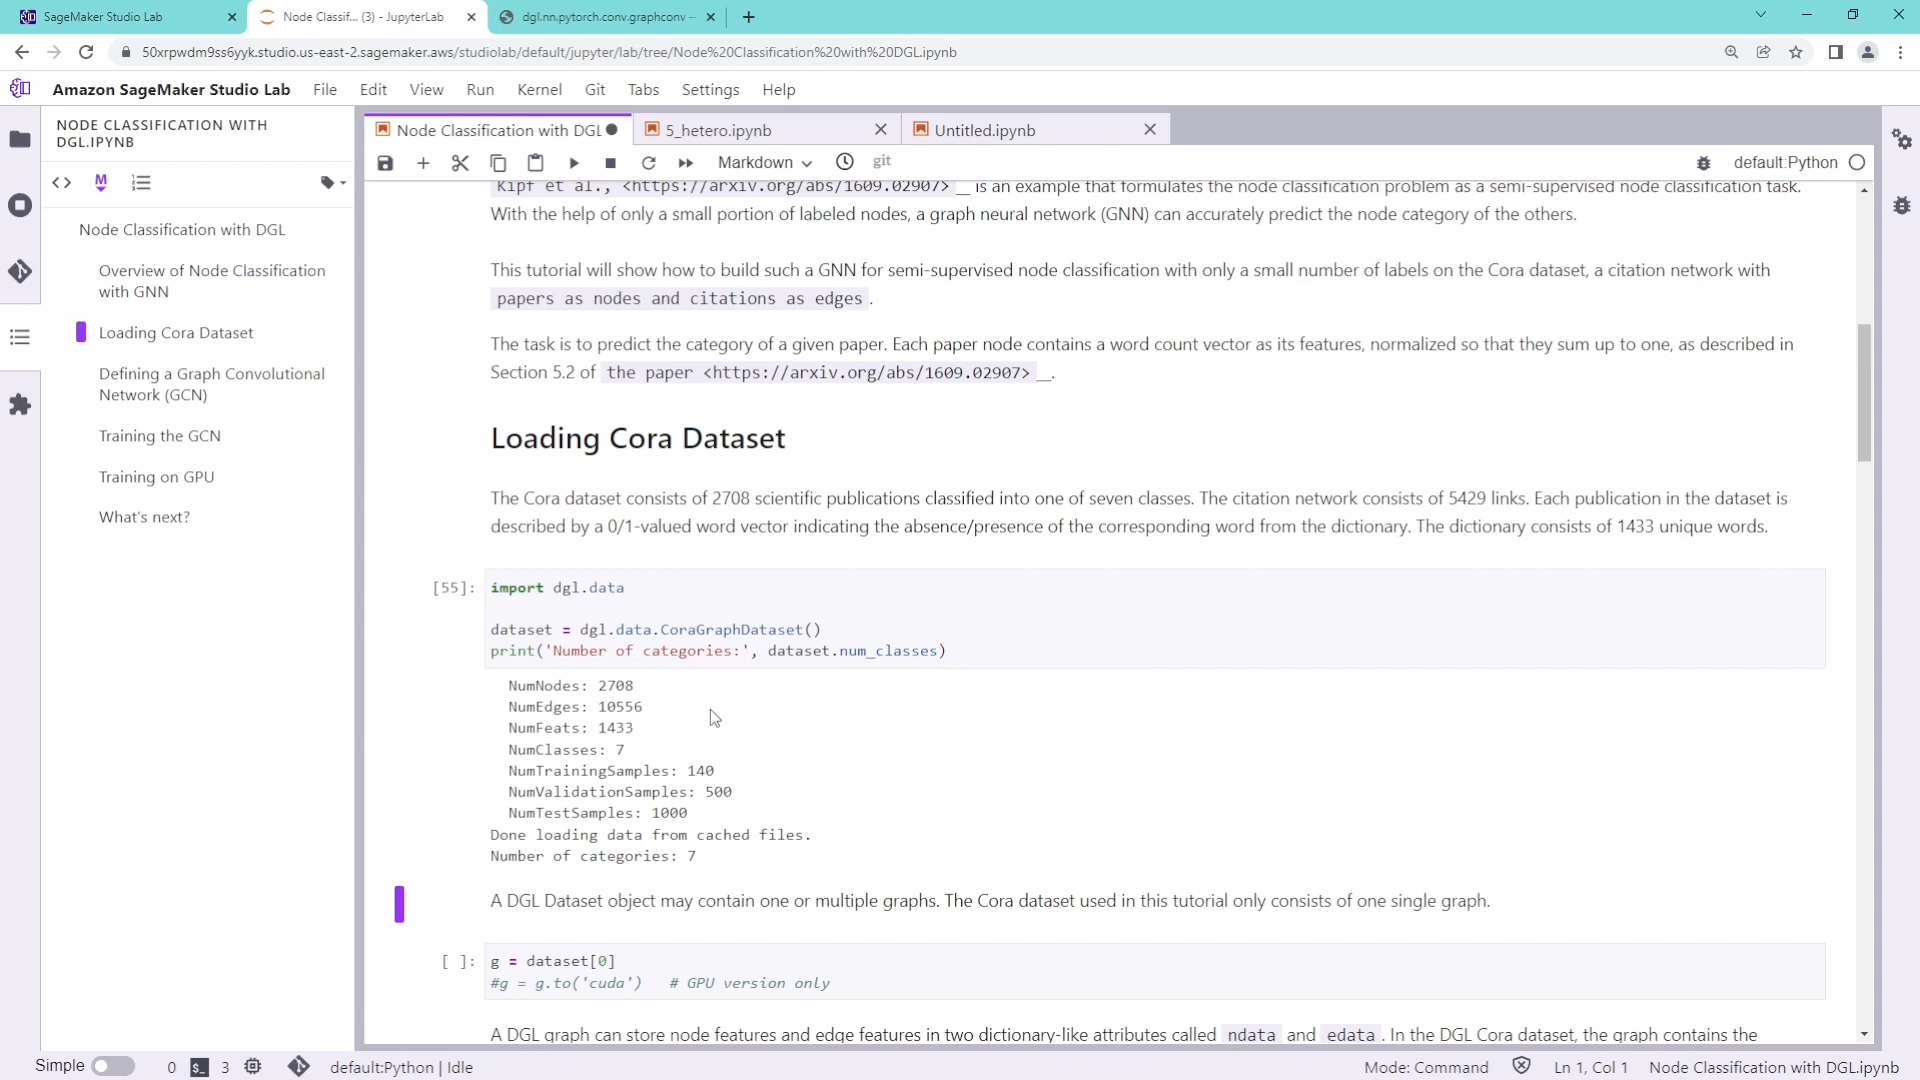 SageMaker Studio Lab
Node Classif... (3) - JupyterLab
dgl.nn.pytorch.conv.graphconv –
50xrpwdm9ss6yyk.studio.us-east-2.sagemaker.aws/studiolab/default/jupyter/lab/tree/Node%20Classification%20with%20DGL.ipynb
Amazon SageMaker Studio Lab File Edit View Run Kernel Git Tabs Settings Help
NODE CLASSIFICATION WITH
DGL.IPYNB
Node Classification with DGL
Overview of Node Classification
with GNN
Loading Cora Dataset
Defining a Graph Convolutional
Network (GCN)
Training the GCN
Training on GPU
What's next?
Node Classification with DGL
5_hetero.ipynb
Untitled.ipynb
Markdown
git
default:Python
Kipf et al., <https://arxiv.org/abs/1609.02907> __ is an example that formulates the node classification problem as a semi-supervised node classification task.
With the help of only a small portion of labeled nodes, a graph neural network (GNN) can accurately predict the node category of the others.
This tutorial will show how to build such a GNN for semi-supervised node classification with only a small number of labels on the Cora dataset, a citation network with
papers as nodes and citations as edges .
The task is to predict the category of a given paper. Each paper node contains a word count vector as its features, normalized so that they sum up to one, as described in
Section 5.2 of the paper <https://arxiv.org/abs/1609.02907> __.
Loading Cora Dataset
The Cora dataset consists of 2708 scientific publications classified into one of seven classes. The citation network consists of 5429 links. Each publication in the dataset is
described by a 0/1-valued word vector indicating the absence/presence of the corresponding word from the dictionary. The dictionary consists of 1433 unique words.
[55]: import dgl.data
dataset = dgl.data.CoraGraphDataset()
print('Number of categories:', dataset.num_classes)
NumNodes: 2708
NumEdges: 10556
NumFeats: 1433
NumClasses: 7
NumTrainingSamples: 140
NumValidationSamples: 500
NumTestSamples: 1000
Done loading data from cached files.
Number of categories: 7
A DGL Dataset object may contain one or multiple graphs. The Cora dataset used in this tutorial only consists of one single graph.
[ ]: g = dataset[0]
#g = g.to('cuda')   # GPU version only
A DGL graph can store node features and edge features in two dictionary-like attributes called ndata and edata . In the DGL Cora dataset, the graph contains the
Simple 0 3 default:Python | Idle Mode: Command Ln 1, Col 1 Node Classification with DGL.ipynb